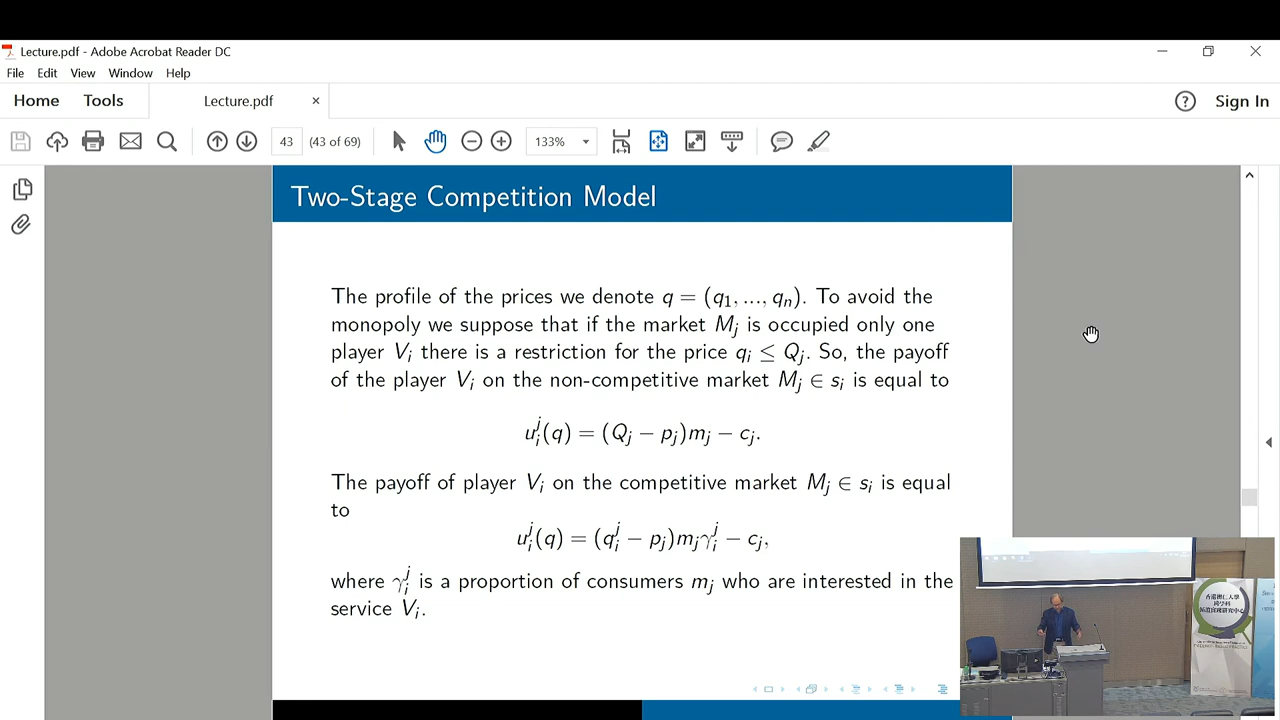 Lecture.pdf - Adobe Acrobat Reader DC
File Edit View Window Help
Home Tools Lecture.pdf × Sign In
43 (43 of 69) 133%
Two-Stage Competition Model
The profile of the prices we denote q = (q₁, ..., qₙ). To avoid the
monopoly we suppose that if the market Mⱼ is occupied only one
player Vᵢ there is a restriction for the price qᵢ ≤ Qⱼ. So, the payoff
of the player Vᵢ on the non-competitive market Mⱼ ∈ sᵢ is equal to
uᵢʲ(q) = (Qⱼ − pⱼ)mⱼ − cⱼ.
The payoff of player Vᵢ on the competitive market Mⱼ ∈ sᵢ is equal
to
uᵢʲ(q) = (qᵢʲ − pⱼ)mⱼγᵢʲ − cⱼ,
where γᵢʲ is a proportion of consumers mⱼ who are interested in the
service Vᵢ.